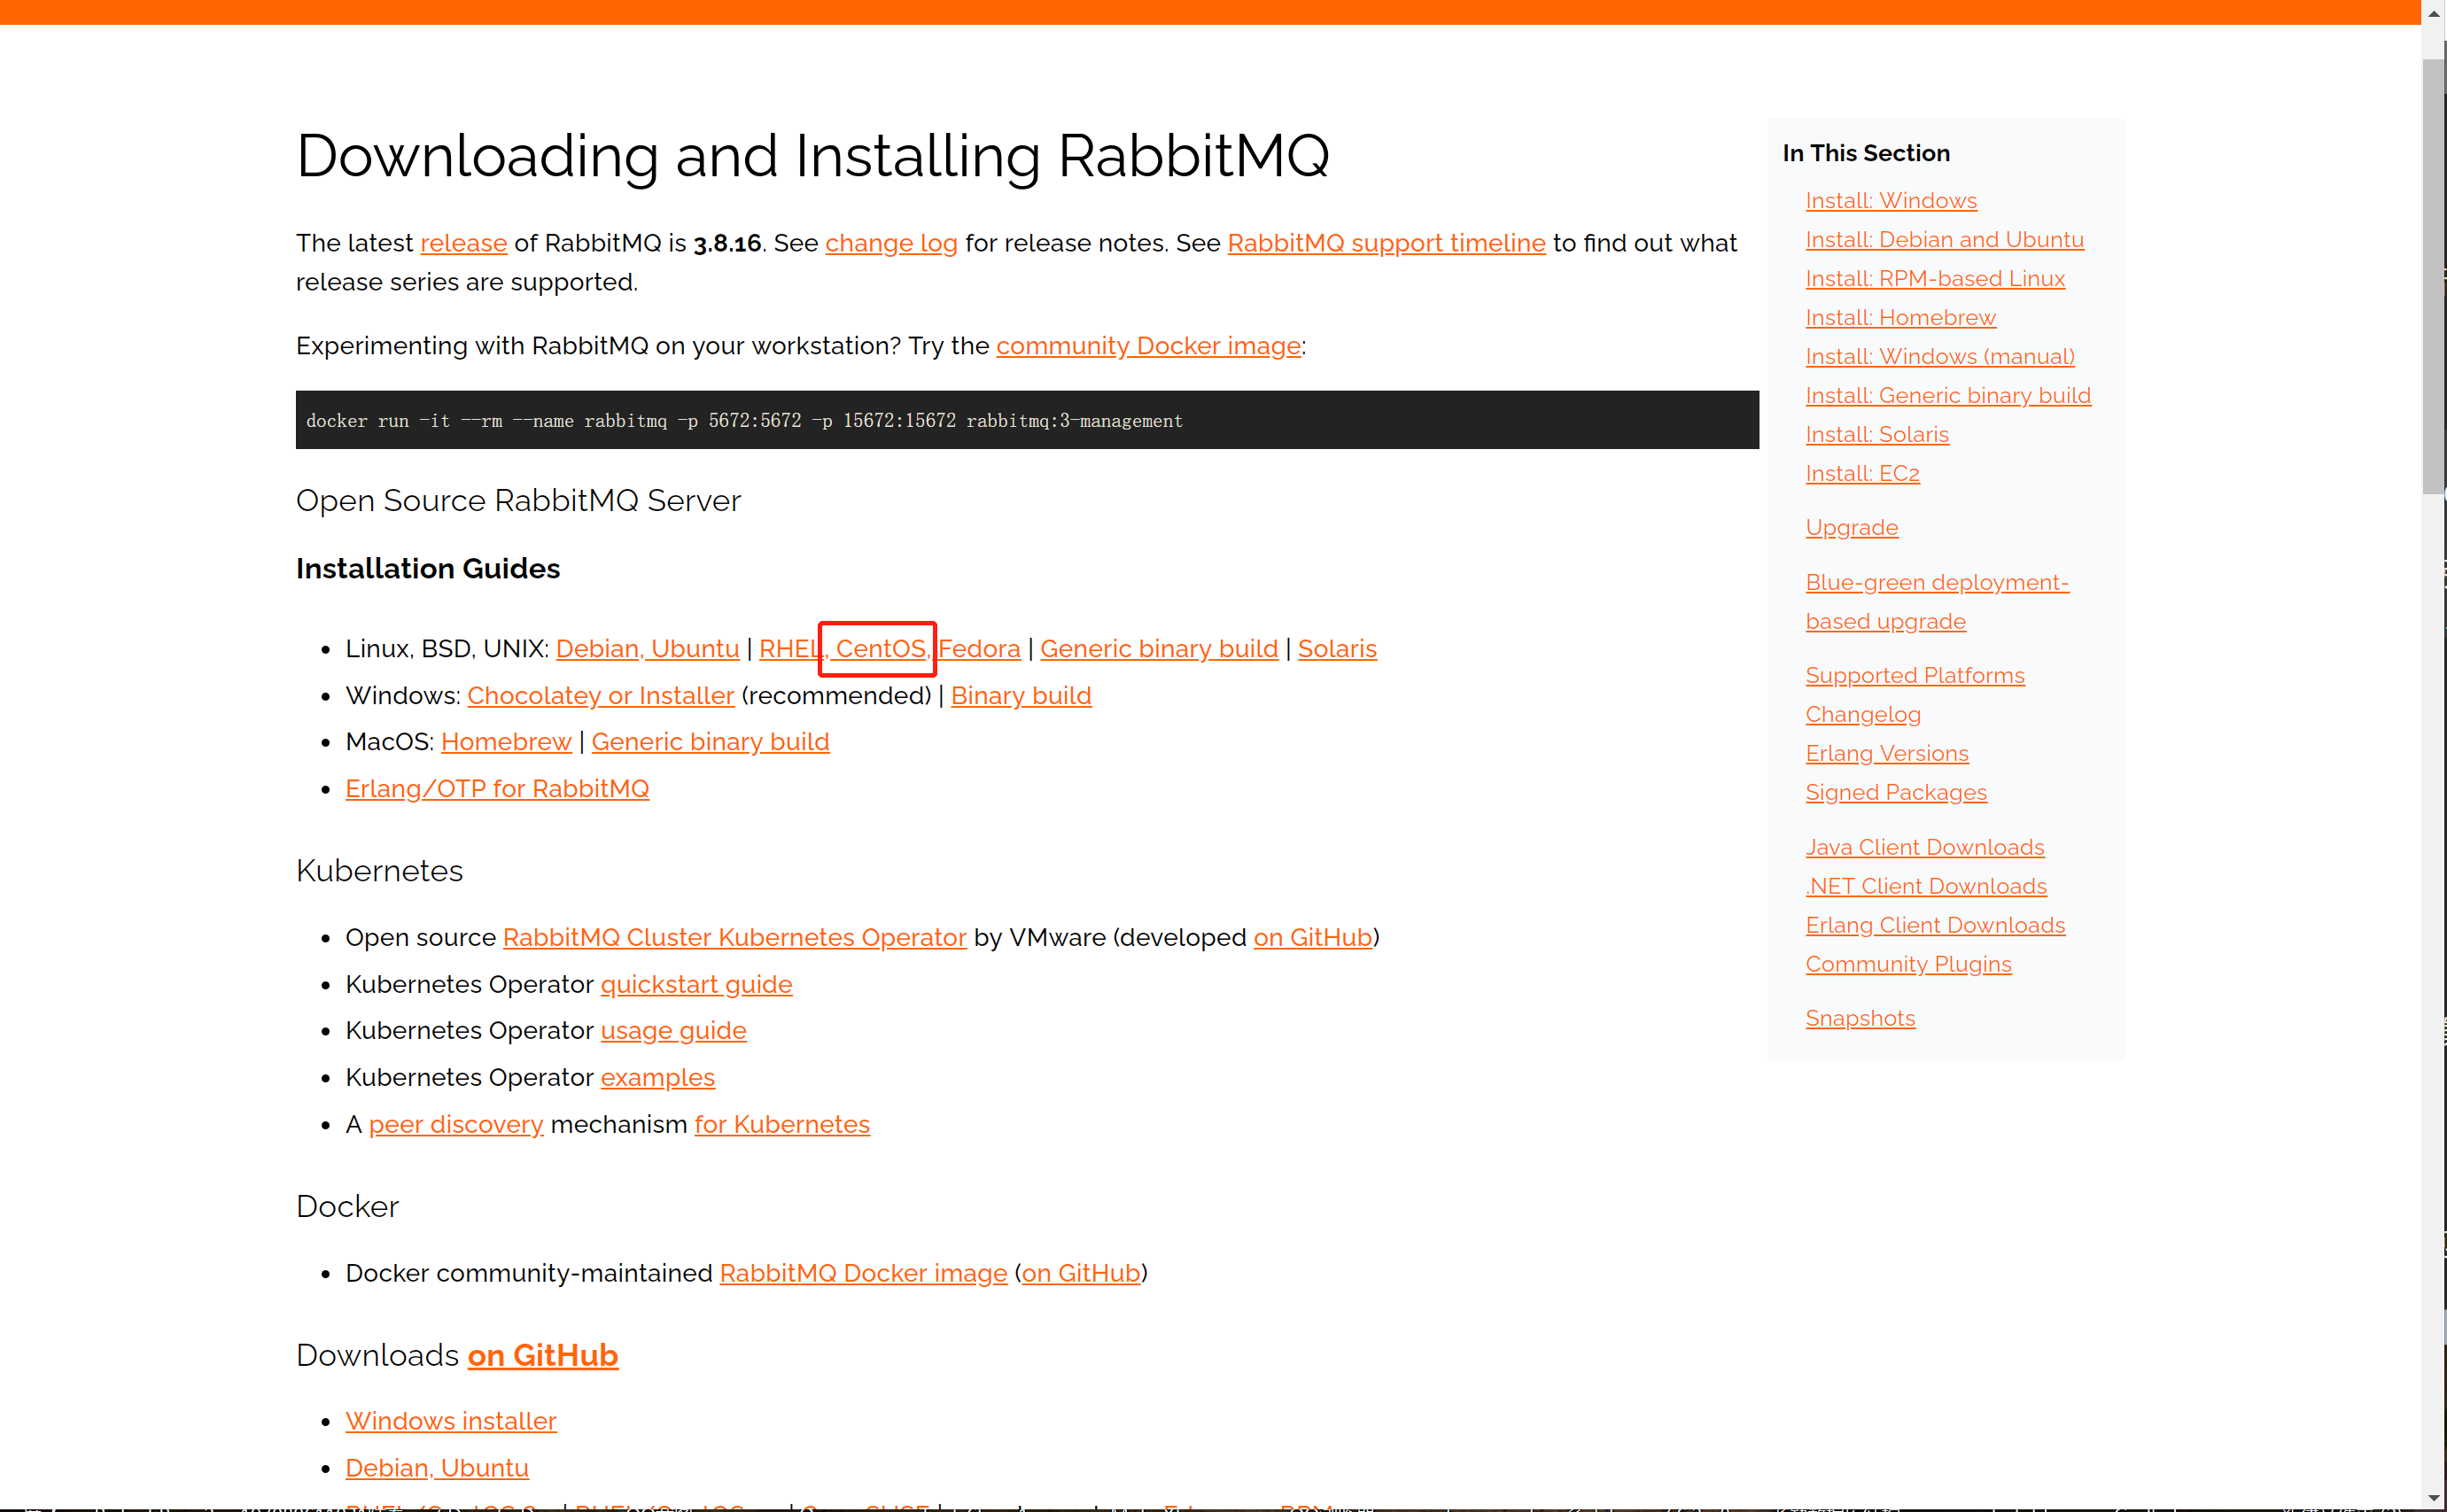 Downloading and Installing RabbitMQ
The latest release of RabbitMQ is 3.8.16. See change log for release notes. See RabbitMQ support timeline to find out what
release series are supported.
Experimenting with RabbitMQ on your workstation? Try the community Docker image:
docker run -it --rm --name rabbitmq -p 5672:5672 -p 15672:15672 rabbitmq:3-management
Open Source RabbitMQ Server
Installation Guides
Linux, BSD, UNIX: Debian, Ubuntu | RHEL, CentOS, Fedora | Generic binary build | Solaris
Windows: Chocolatey or Installer (recommended) | Binary build
MacOS: Homebrew | Generic binary build
Erlang/OTP for RabbitMQ
Kubernetes
Open source RabbitMQ Cluster Kubernetes Operator by VMware (developed on GitHub)
Kubernetes Operator quickstart guide
Kubernetes Operator usage guide
Kubernetes Operator examples
A peer discovery mechanism for Kubernetes
Docker
Docker community-maintained RabbitMQ Docker image (on GitHub)
Downloads on GitHub
Windows installer
Debian, Ubuntu
In This Section
Install: Windows
Install: Debian and Ubuntu
Install: RPM-based Linux
Install: Homebrew
Install: Windows (manual)
Install: Generic binary build
Install: Solaris
Install: EC2
Upgrade
Blue-green deployment-
based upgrade
Supported Platforms
Changelog
Erlang Versions
Signed Packages
Java Client Downloads
.NET Client Downloads
Erlang Client Downloads
Community Plugins
Snapshots